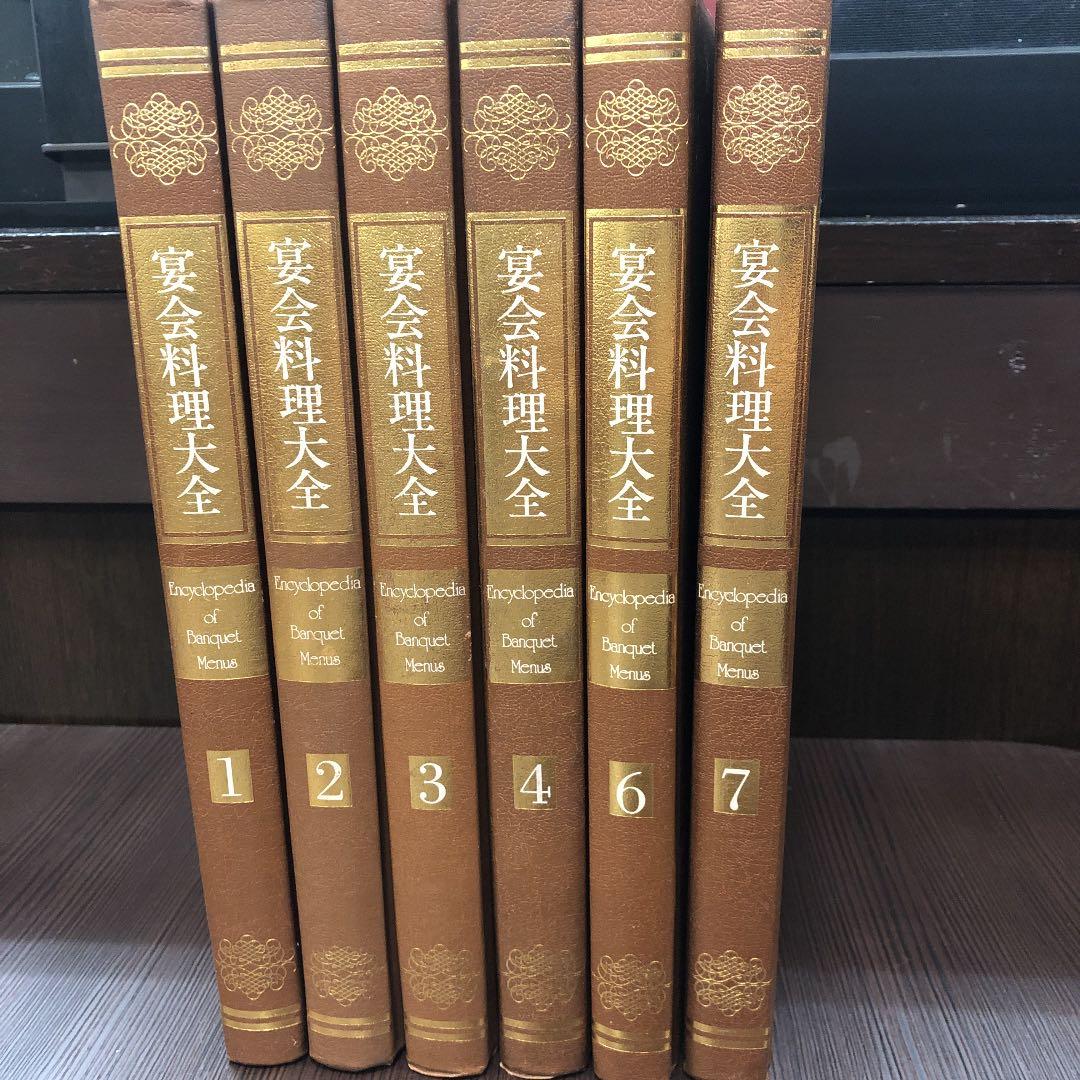 宴会料理大全
Encyclopedia
of
Banquet
Menus
1
宴会料理大全
Encyclopedia
of
Banquet
Menus
2
宴会料理大全
Encyclopedia
of
Banquet
Menus
3
宴会料理大全
Encyclopedia
of
Banquet
Menus
4
宴会料理大全
Encyclopedia
of
Banquet
Menus
6
宴会料理大全
Encyclopedia
of
Banquet
Menus
7